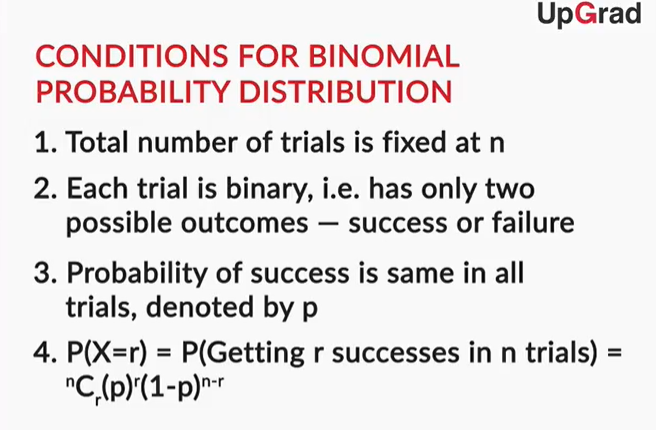 UpGrad
CONDITIONS FOR BINOMIAL
PROBABILITY DISTRIBUTION
1. Total number of trials is fixed at n
2. Each trial is binary, i.e. has only two
possible outcomes — success or failure
3. Probability of success is same in all
trials, denoted by p
4. P(X=r) = P(Getting r successes in n trials) =
ⁿCᵣ(p)ʳ(1-p)ⁿ⁻ʳ